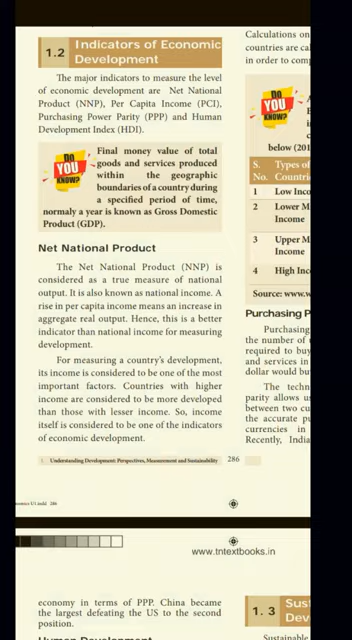 1.2 Indicators of Economic
Development
The major indicators to measure the level
of economic development are Net National
Product (NNP), Per Capita Income (PCI),
Purchasing Power Parity (PPP) and Human
Development Index (HDI).
DO YOU KNOW?
Final money value of total
goods and services produced
within the geographic
boundaries of a country during
a specified period of time,
normaly a year is known as Gross Domestic
Product (GDP).
Net National Product
The Net National Product (NNP) is
considered as a true measure of national
output. It is also known as national income. A
rise in per capita income means an increase in
aggregate real output. Hence, this is a better
indicator than national income for measuring
development.
For measuring a country's development,
its income is considered to be one of the most
important factors. Countries with higher
income are considered to be more developed
than those with lesser income. So, income
itself is considered to be one of the indicators
of economic development.
Calculations on
countries are cal
in order to comp
DO YOU KNOW?
below (201
S. Types of
No. Countri
1 Low Inco
2 Lower M
Income
3 Upper M
Income
4 High Inc
Source: www.w
Purchasing P
Purchasing
the number of
required to buy
and services in
dollar would bu
The techn
parity allows us
between two cu
the accurate pu
currencies in
Recently, India
Understanding Development: Perspectives, Measurement and Sustainability 286
www.tntextbooks.in
economy in terms of PPP. China became
the largest defeating the US to the second
position.
Human Development
1. 3 Sust
Dev
Sustainable